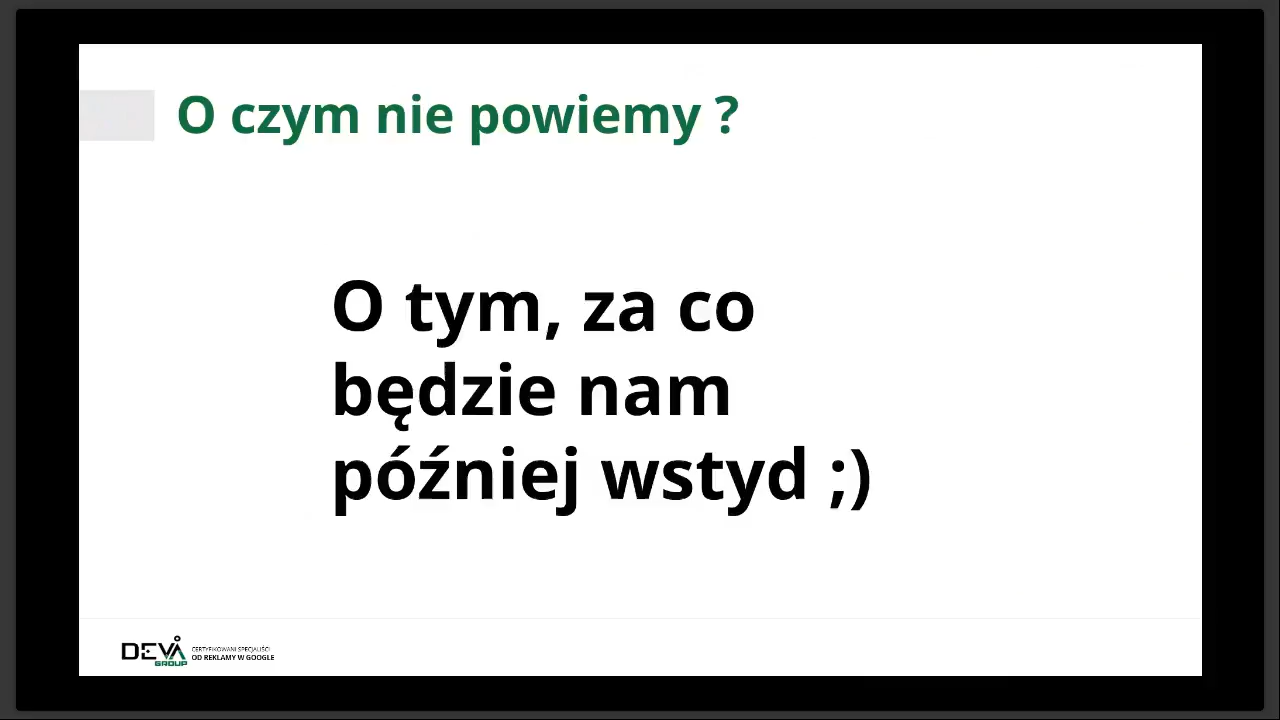 O czym nie powiemy ?
O tym, za co
będzie nam
później wstyd ;)
DEVA
GROUP
CERTYFIKOWANI SPECJALIŚCI
OD REKLAMY W GOOGLE